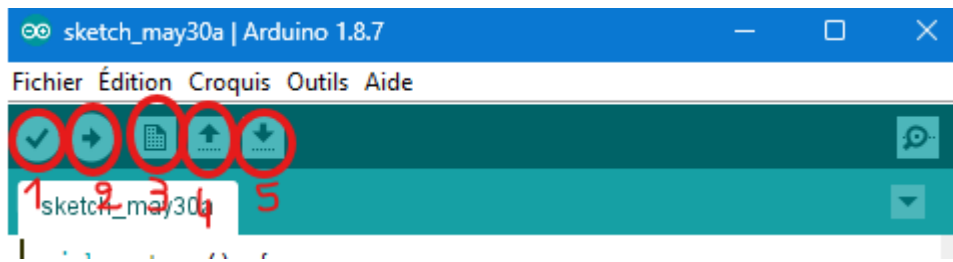 sketch_may30a | Arduino 1.8.7
Fichier Édition Croquis Outils Aide
1 2 3 4 5
sketch_may30a